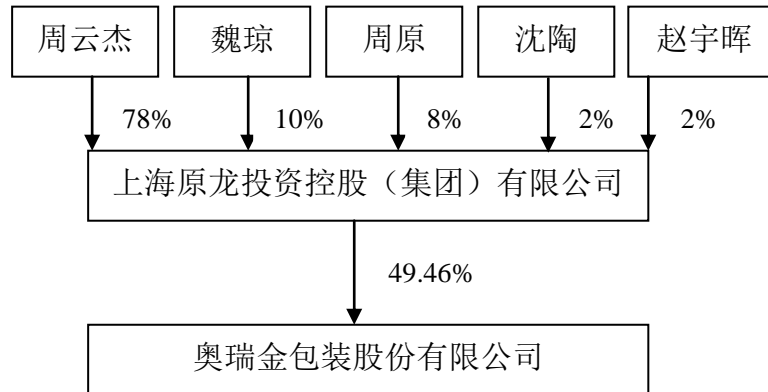 周云杰 魏琼 周原 沈陶 赵宇晖
78% 10% 8% 2% 2%
上海原龙投资控股（集团）有限公司
49.46%
奥瑞金包装股份有限公司